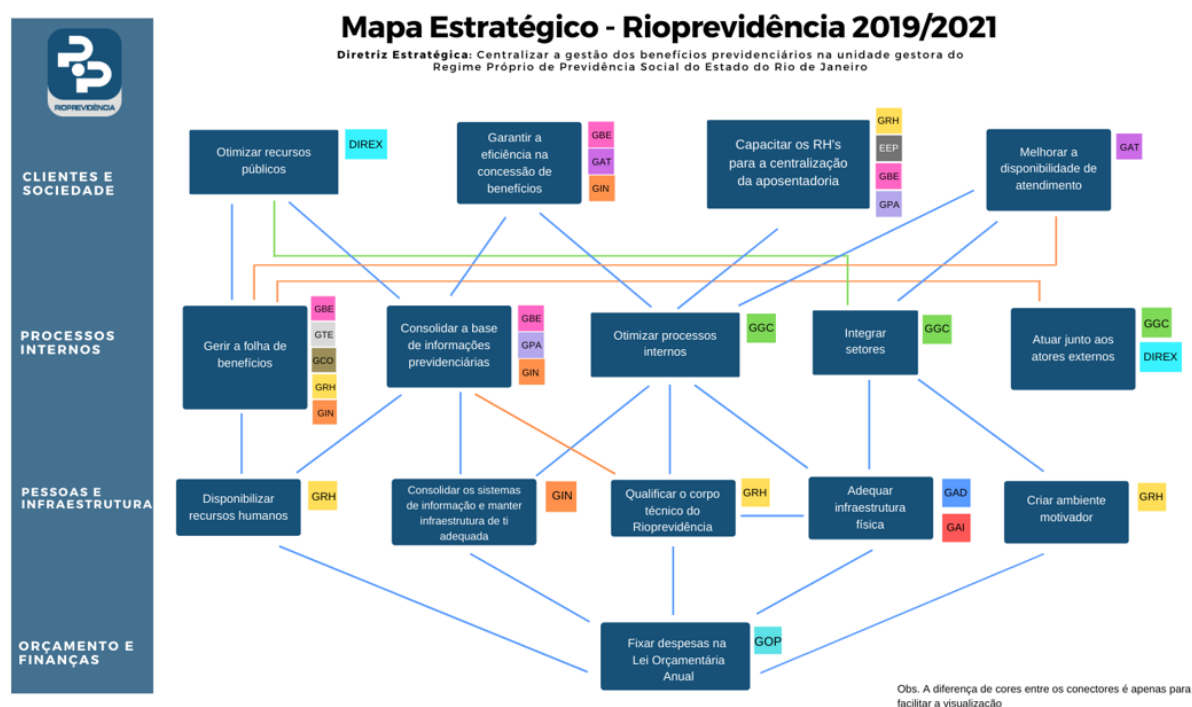 Mapa Estratégico - Rioprevidência 2019/2021
Diretriz Estratégica: Centralizar a gestão dos benefícios previdenciários na unidade gestora do
Regime Próprio de Previdência Social do Estado do Rio de Janeiro
RIOPREVIDÊNCIA
CLIENTES E
SOCIEDADE
Otimizar recursos
públicos
DIREX
Garantir a
eficiência na
concessão de
benefícios
GBE
GAT
GIN
Capacitar os RH's
para a centralização
da aposentadoria
GRH
EEP
GBE
GPA
Melhorar a
disponibilidade de
atendimento
GAT
PROCESSOS
INTERNOS
Gerir a folha de
benefícios
GBE
GTE
GCO
GRH
GIN
Consolidar a base
de informações
previdenciárias
GBE
GPA
GIN
Otimizar processos
internos
GGC
Integrar
setores
GGC
Atuar junto aos
atores externos
GGC
DIREX
PESSOAS E
INFRAESTRUTURA
Disponibilizar
recursos humanos
GRH
Consolidar os sistemas
de informação e manter
infraestrutura de ti
adequada
GIN
Qualificar o corpo
técnico do
Rioprevidência
GRH
Adequar
infraestrutura
física
GAD
GAI
Criar ambiente
motivador
GRH
ORÇAMENTO E
FINANÇAS
Fixar despesas na
Lei Orçamentária
Anual
GOP
Obs. A diferença de cores entre os conectores é apenas para
facilitar a visualização